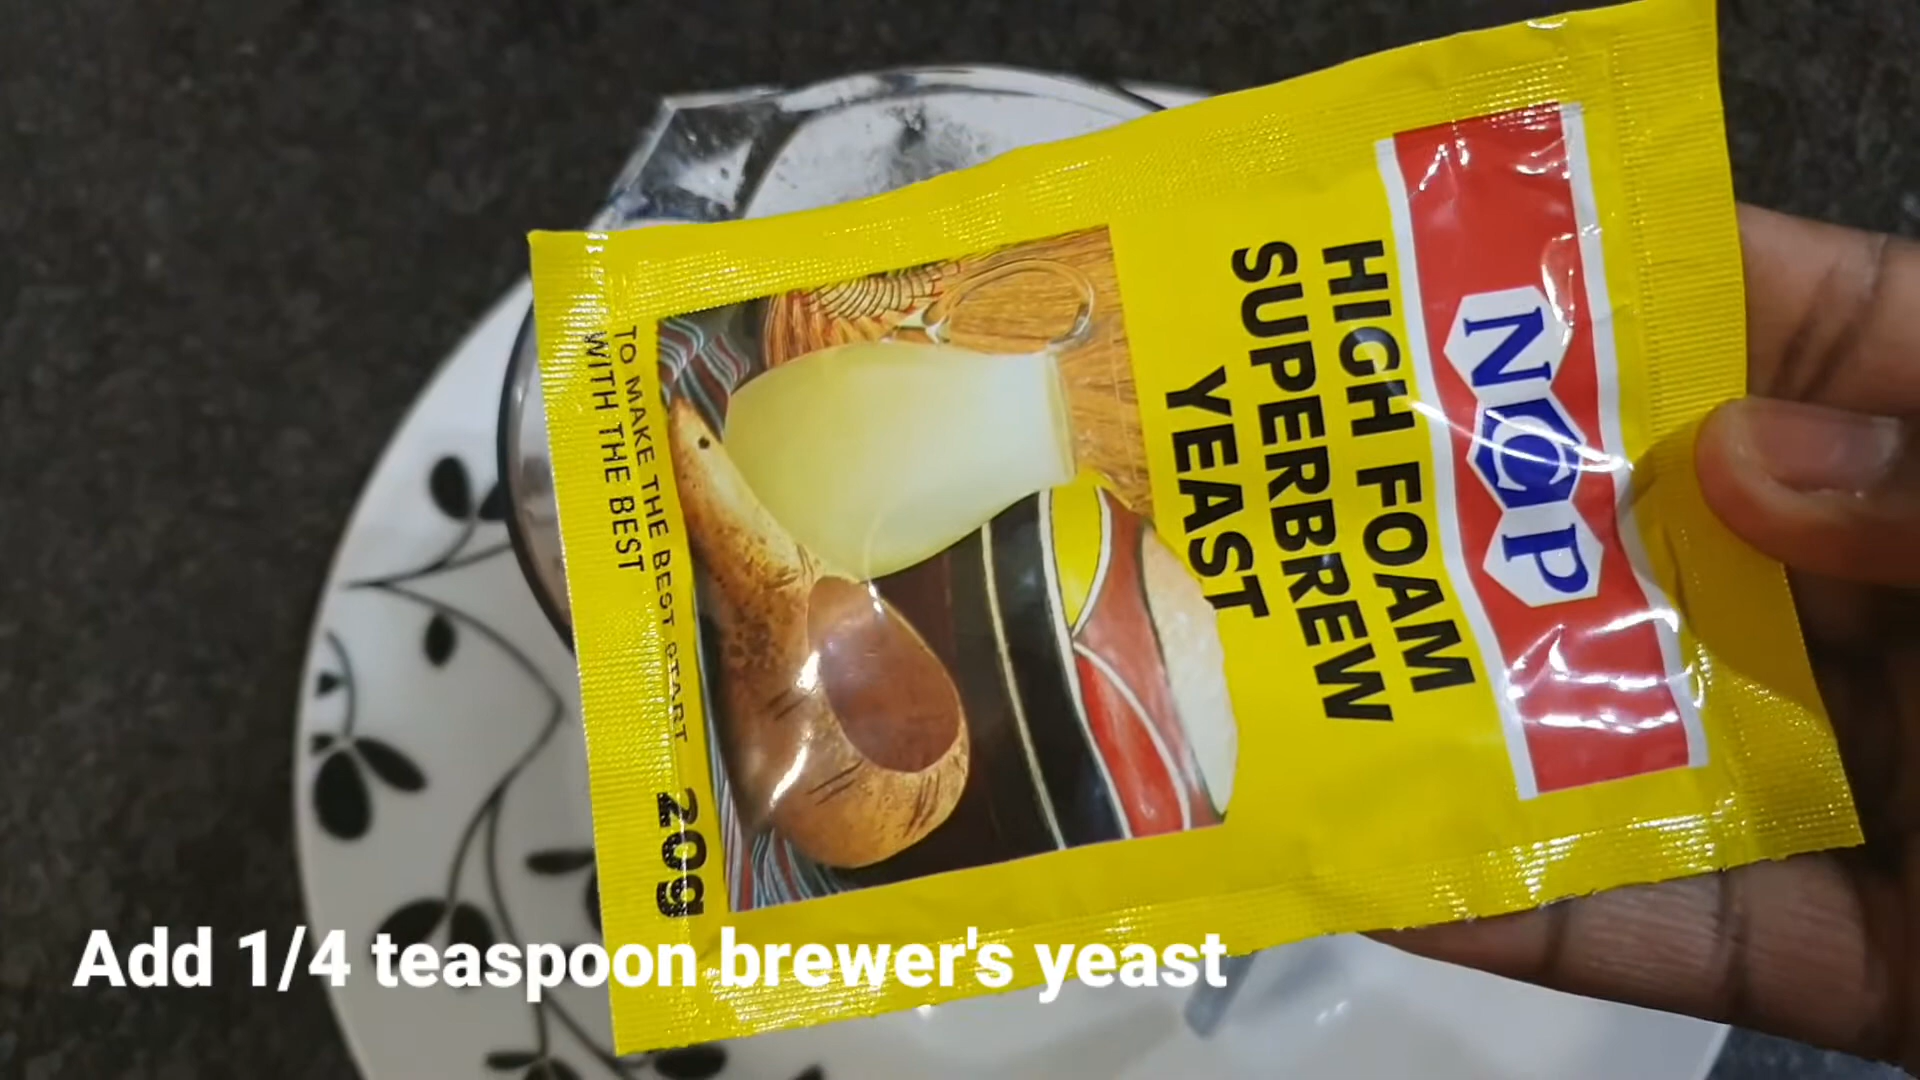 NCP
HIGH FOAM
SUPERBREW
YEAST
TO MAKE THE BEST START
WITH THE BEST
20g
Add 1/4 teaspoon brewer's yeast